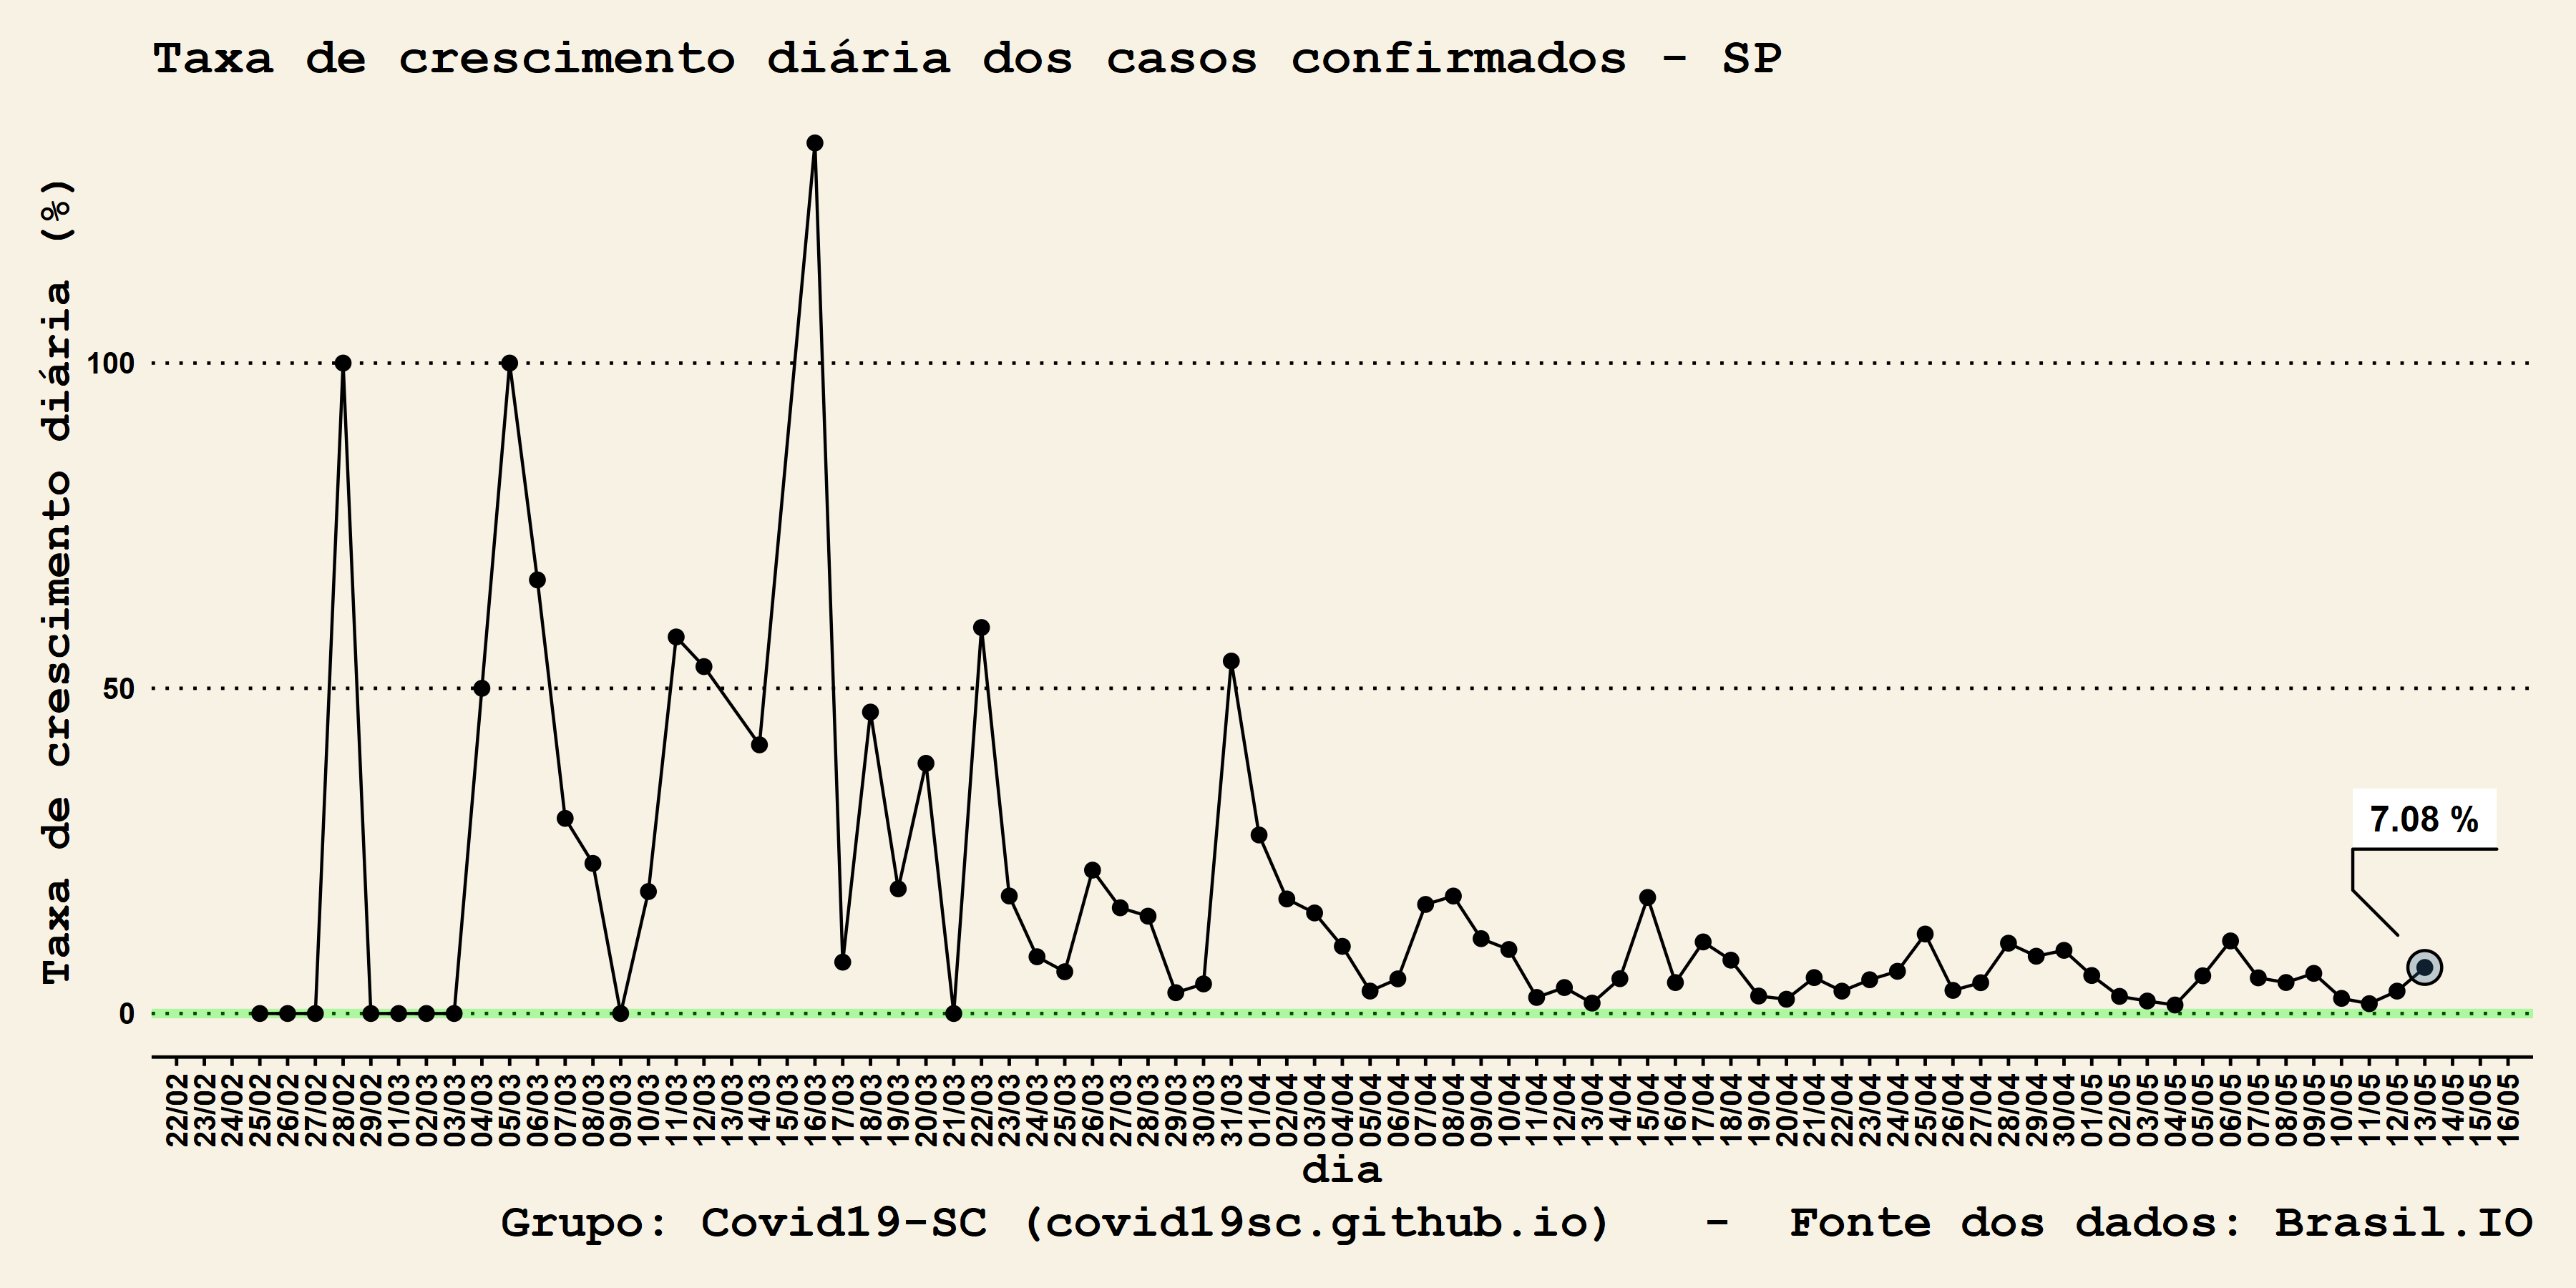 Taxa de crescimento diária dos casos confirmados - SP
Taxa de crescimento diária (%)
100
50
0
7.08 %
22/02 23/02 24/02 25/02 26/02 27/02 28/02 29/02 01/03 02/03 03/03 04/03 05/03 06/03 07/03 08/03 09/03 10/03 11/03 12/03 13/03 14/03 15/03 16/03 17/03 18/03 19/03 20/03 21/03 22/03 23/03 24/03 25/03 26/03 27/03 28/03 29/03 30/03 31/03 01/04 02/04 03/04 04/04 05/04 06/04 07/04 08/04 09/04 10/04 11/04 12/04 13/04 14/04 15/04 16/04 17/04 18/04 19/04 20/04 21/04 22/04 23/04 24/04 25/04 26/04 27/04 28/04 29/04 30/04 01/05 02/05 03/05 04/05 05/05 06/05 07/05 08/05 09/05 10/05 11/05 12/05 13/05 14/05 15/05 16/05
dia
Grupo: Covid19-SC (covid19sc.github.io) - Fonte dos dados: Brasil.IO